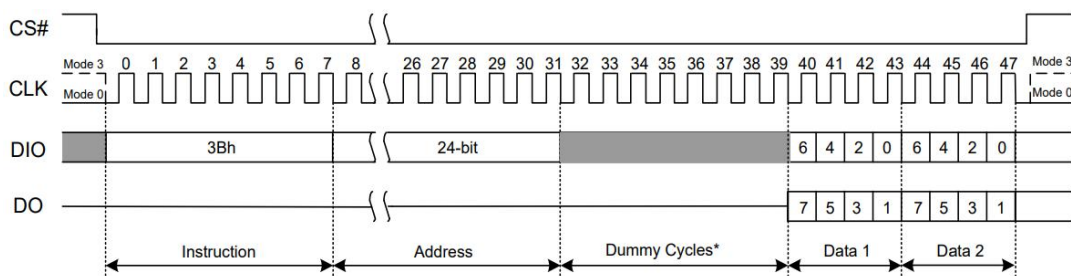 CS#
Mode 3 0 1 2 3 4 5 6 7 8 26 27 28 29 30 31 32 33 34 35 36 37 38 39 40 41 42 43 44 45 46 47 Mode 3
CLK
Mode 0 Mode 0
DIO 3Bh 24-bit 6 4 2 0 6 4 2 0
DO 7 5 3 1 7 5 3 1
Instruction Address Dummy Cycles* Data 1 Data 2